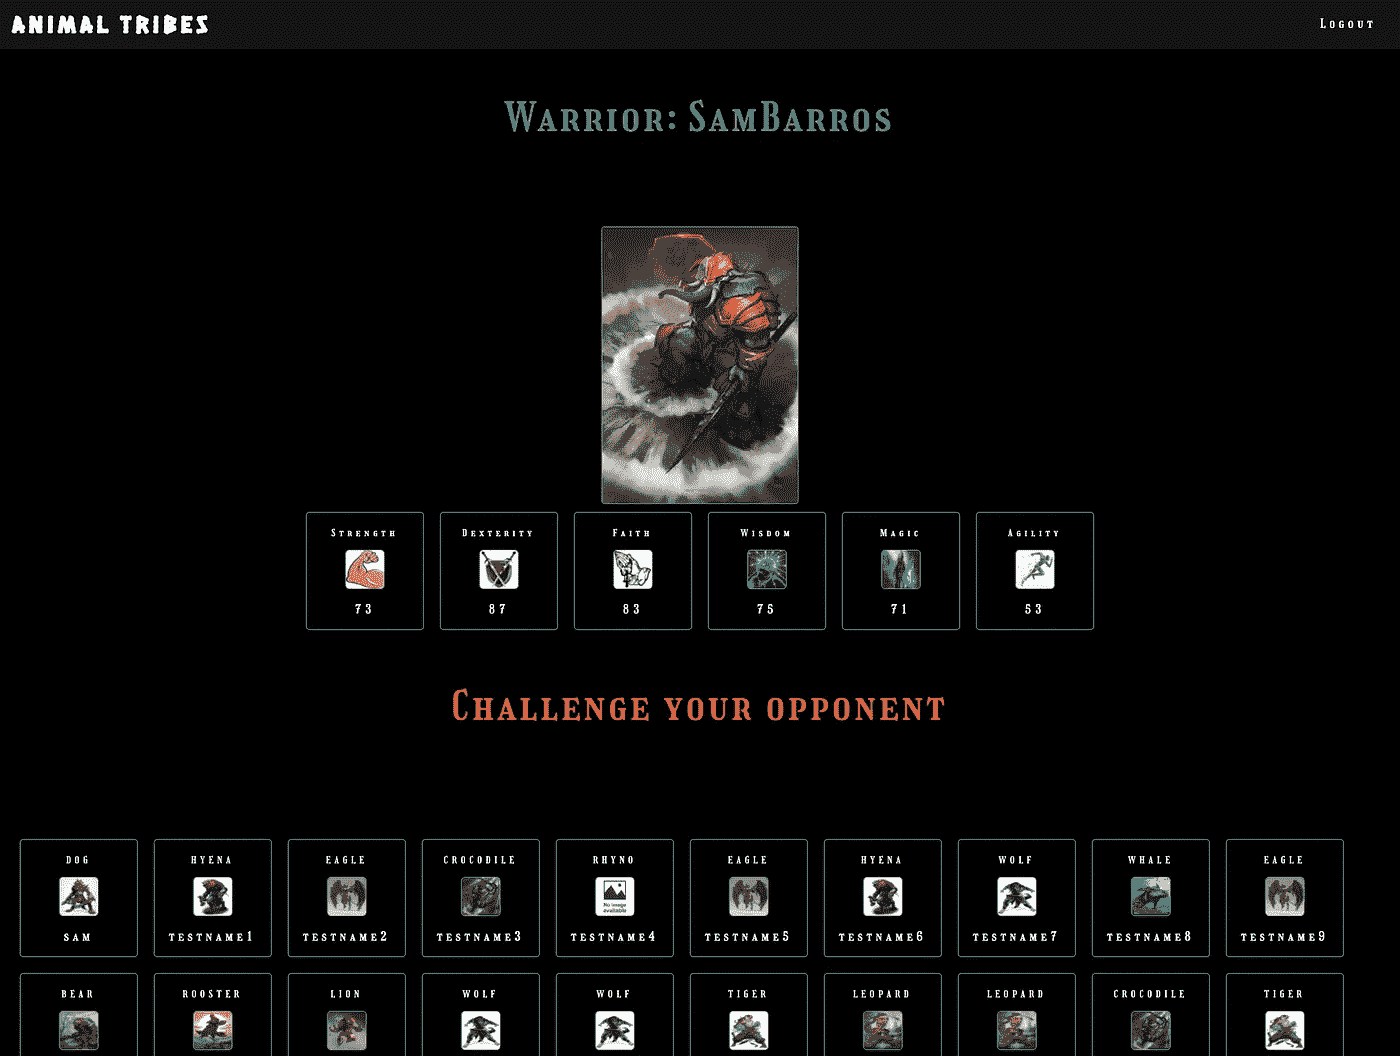 ANIMAL TRIBES
Logout
Warrior: SamBarros
Strength Dexterity Faith Wisdom Magic Agility
73 87 83 75 71 53
Challenge your opponent
DOG HYENA EAGLE CROCODILE RHYNO EAGLE HYENA WOLF WHALE EAGLE
No image
available
SAM TESTNAME1 TESTNAME2 TESTNAME3 TESTNAME4 TESTNAME5 TESTNAME6 TESTNAME7 TESTNAME8 TESTNAME9
BEAR ROOSTER LION WOLF WOLF TIGER LEOPARD LEOPARD CROCODILE TIGER